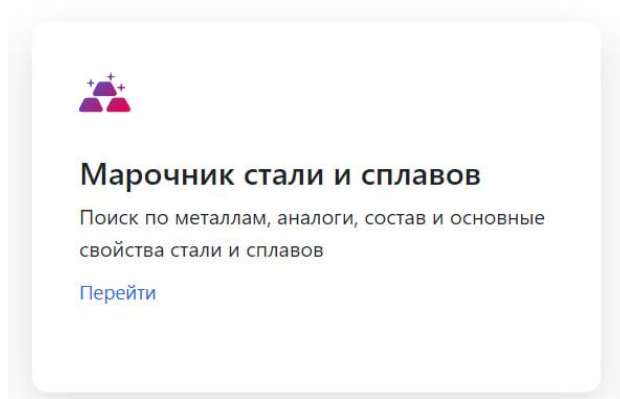 Марочник стали и сплавов
Поиск по металлам, аналоги, состав и основные
свойства стали и сплавов
Перейти